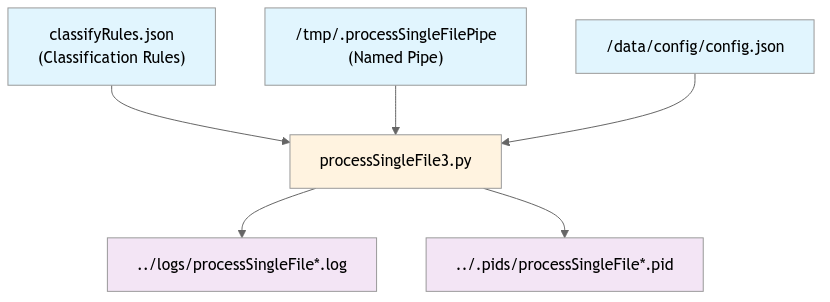 classifyRules.json
(Classification Rules)
/tmp/.processSingleFilePipe
(Named Pipe)
/data/config/config.json
processSingleFile3.py
../logs/processSingleFile*.log
../.pids/processSingleFile*.pid